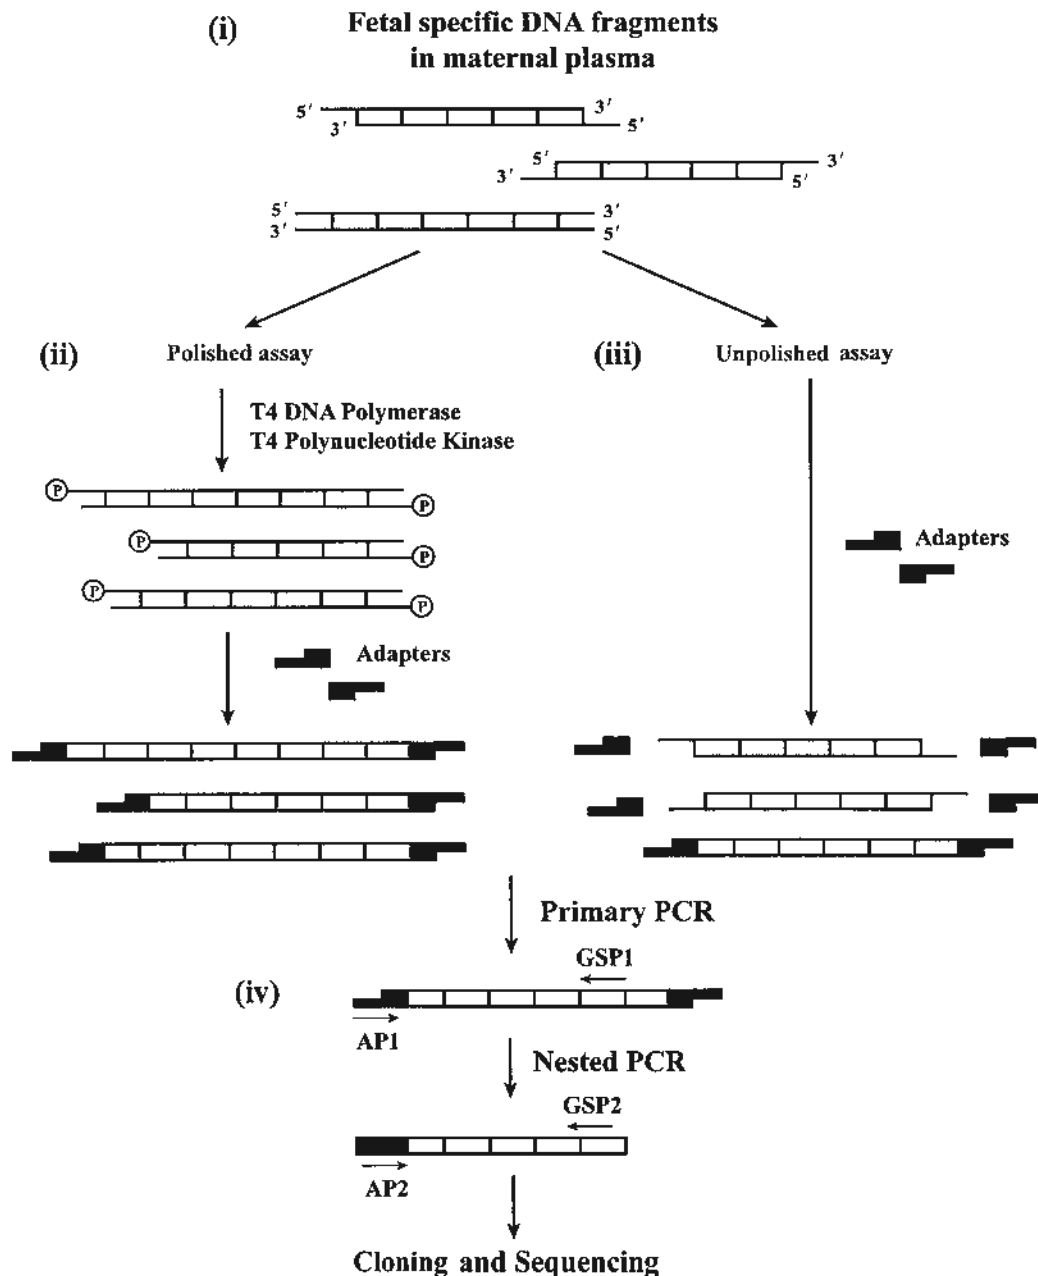 (i)
Fetal specific DNA fragments
in maternal plasma
5′ 3′
3′ 5′
5′ 3′
3′ 5′
5′ 3′
3′ 5′
(ii) Polished assay
(iii) Unpolished assay
T4 DNA Polymerase
T4 Polynucleotide Kinase
P P
P P
P P
Adapters
Adapters
Primary PCR
GSP1
(iv)
AP1
Nested PCR
GSP2
AP2
Cloning and Sequencing